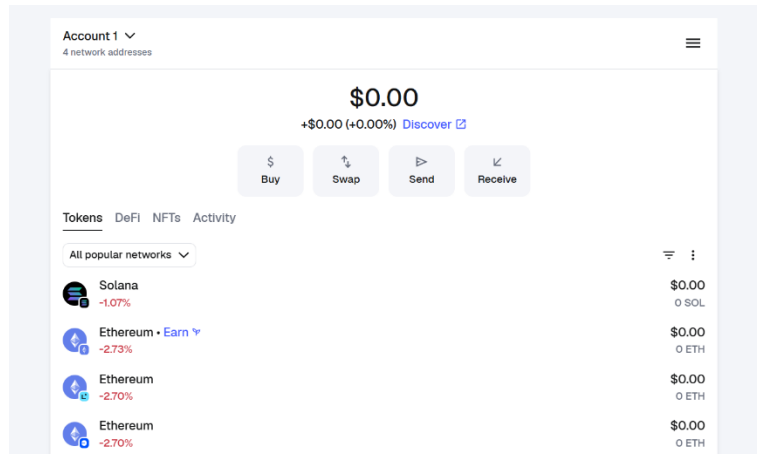 Account 1
4 network addresses
$0.00
+$0.00 (+0.00%) Discover
Buy Swap Send Receive
Tokens DeFi NFTs Activity
All popular networks
Solana $0.00
-1.07% 0 SOL
Ethereum • Earn $0.00
-2.73% 0 ETH
Ethereum $0.00
-2.70% 0 ETH
Ethereum $0.00
-2.70% 0 ETH